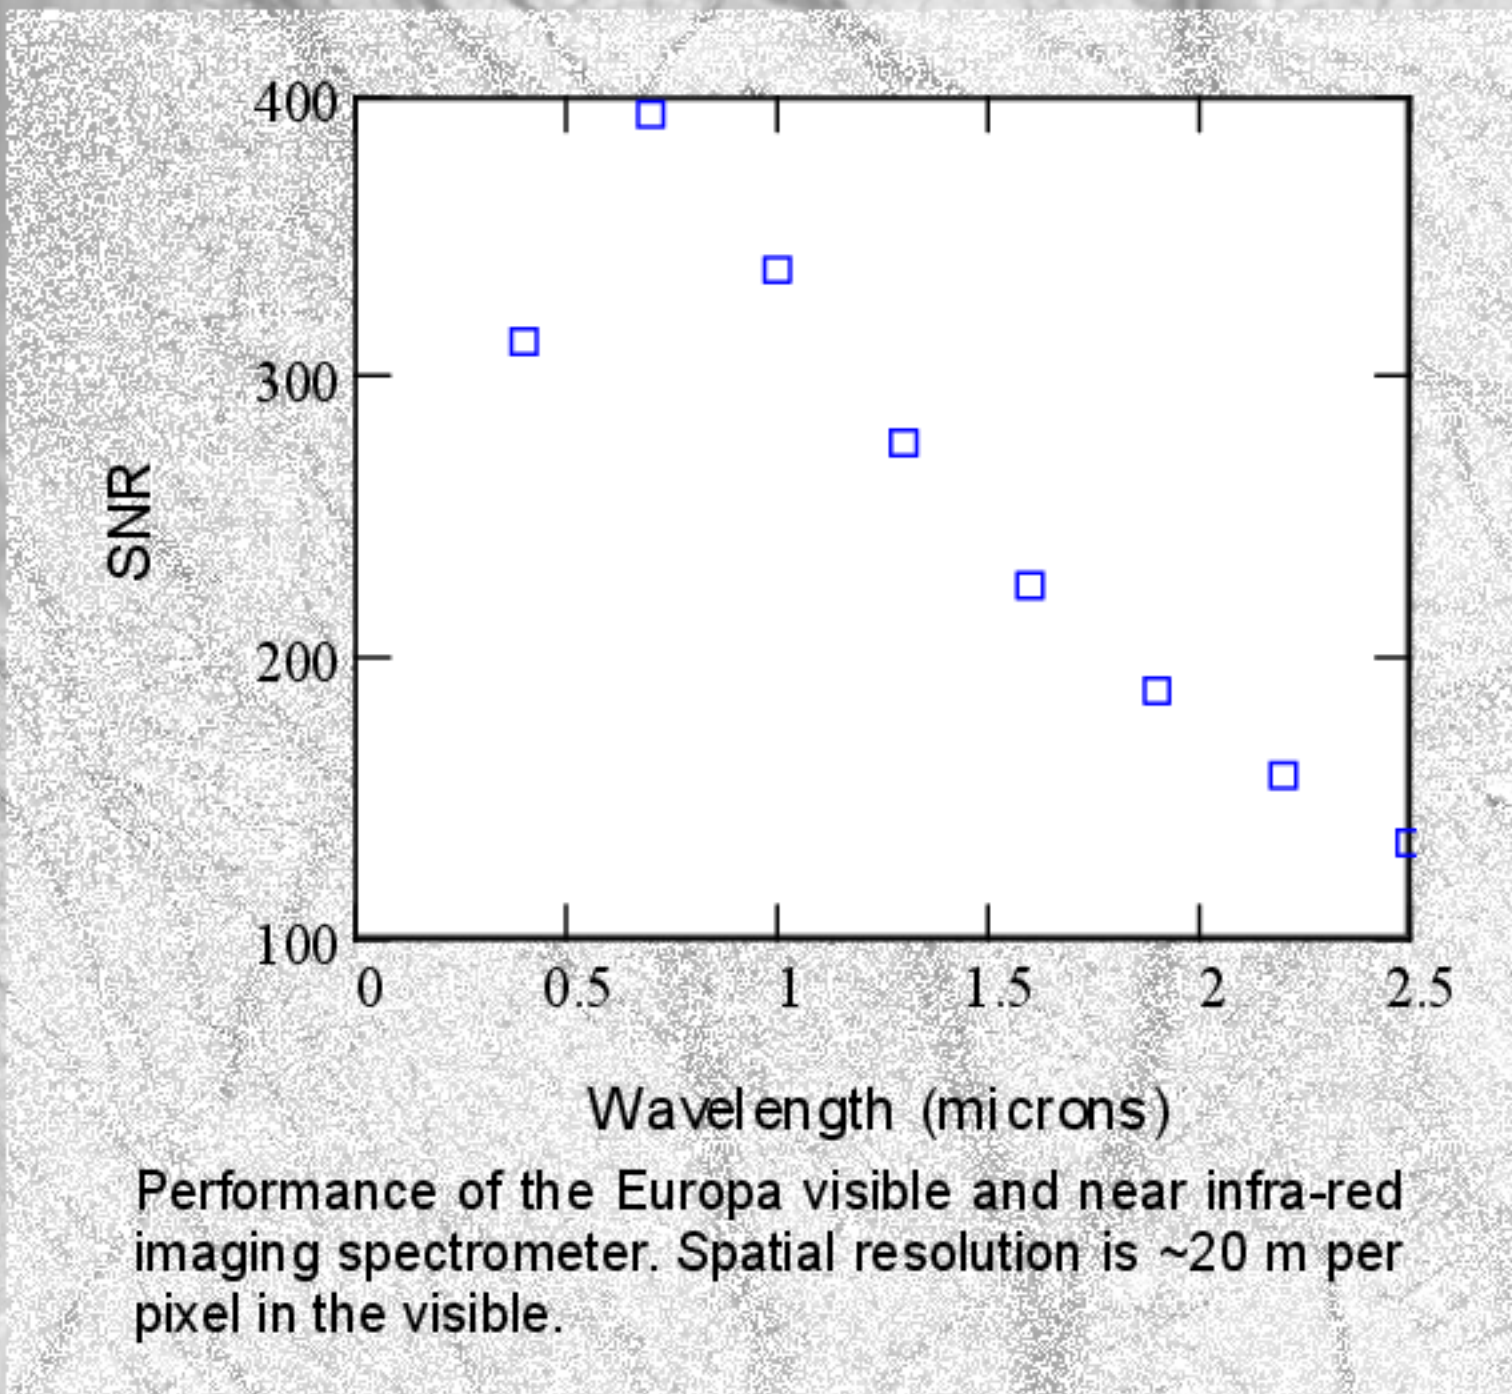 400
300
SNR
200
100
0 0.5 1 1.5 2 2.5
Wavelength (microns)
Performance of the Europa visible and near infra-red
imaging spectrometer. Spatial resolution is ~20 m per
pixel in the visible.